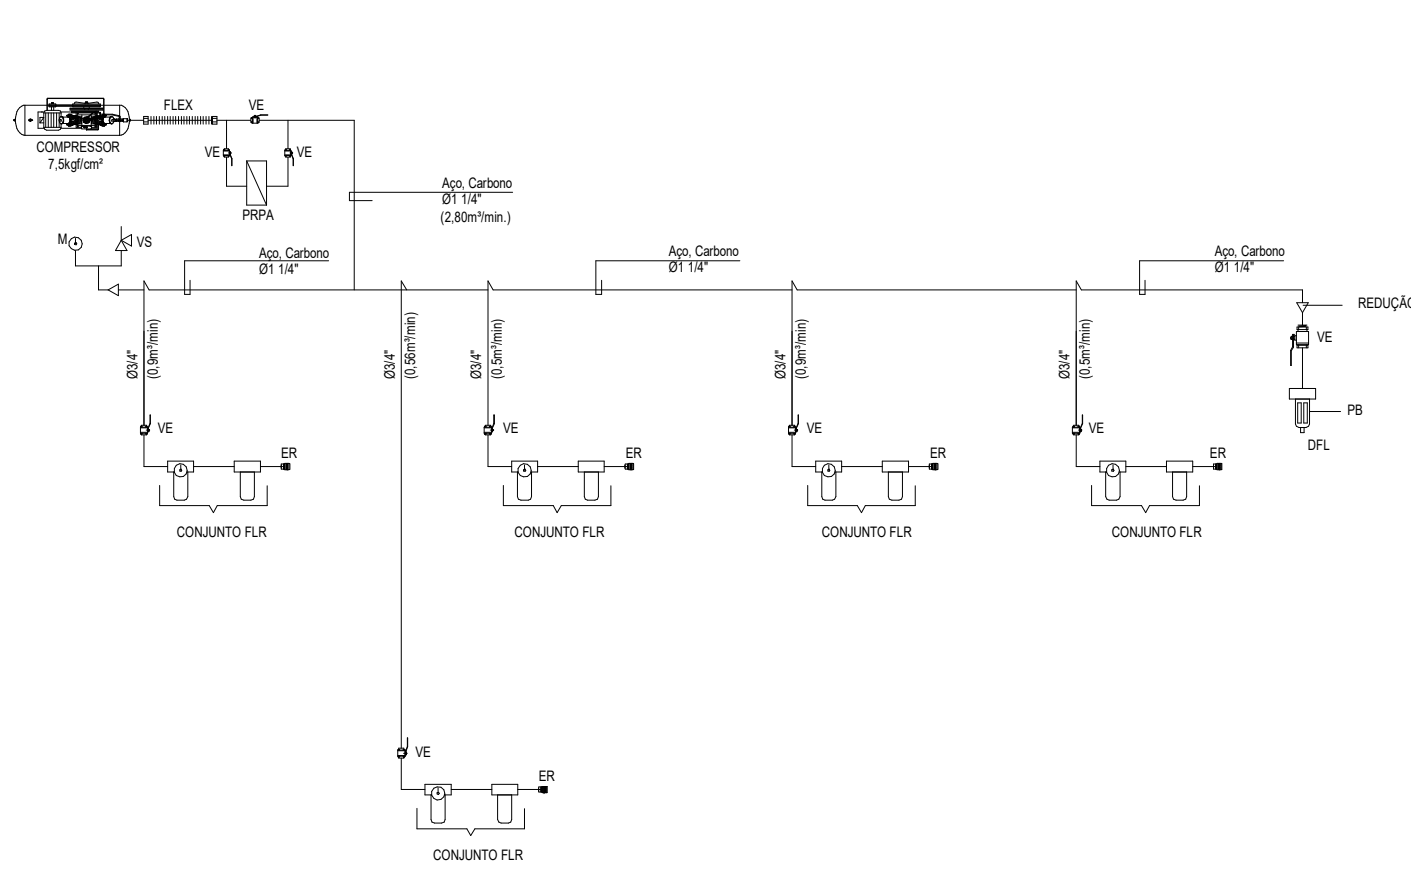 FLEX
VE
COMPRESSOR
7,5kgf/cm²
VE
VE
PRPA
Aço, Carbono
Ø1 1/4"
(2,80m³/min.)
M
VS
Aço, Carbono
Ø1 1/4"
Aço, Carbono
Ø1 1/4"
Aço, Carbono
Ø1 1/4"
REDUÇÃO
Ø3/4"
(0,9m³/min)
Ø3/4"
(0,56m³/min)
Ø3/4"
(0,5m³/min)
Ø3/4"
(0,9m³/min)
Ø3/4"
(0,5m³/min)
VE
PB
DFL
VE
VE
VE
VE
ER
ER
ER
ER
CONJUNTO FLR
CONJUNTO FLR
CONJUNTO FLR
CONJUNTO FLR
VE
ER
CONJUNTO FLR